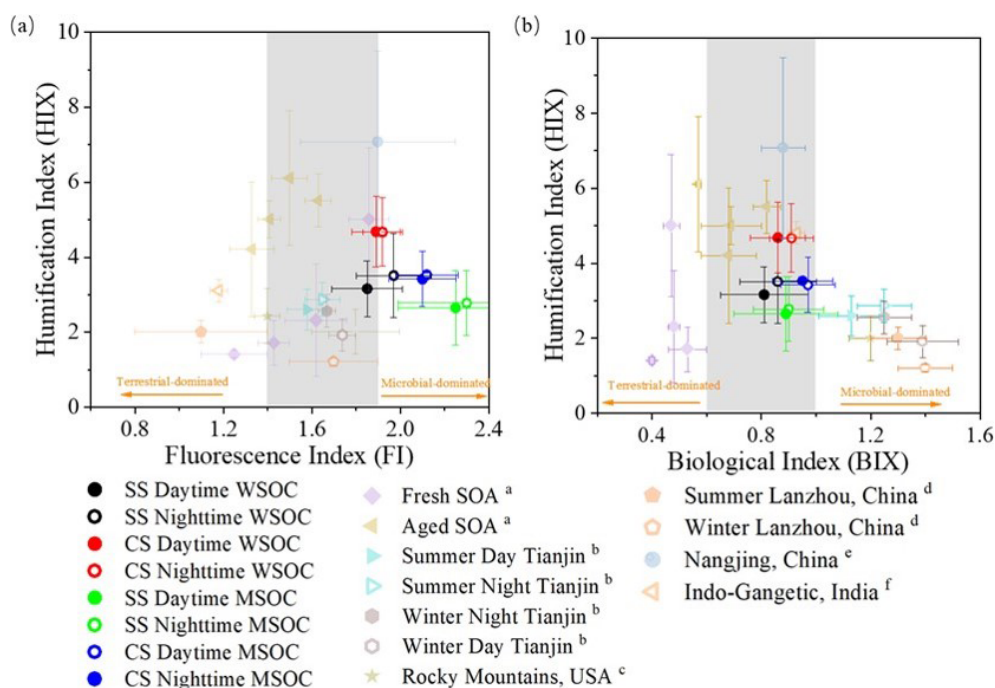 (a)
(b)
10
8
6
4
2
0
Humification Index (HIX)
Terrestrial-dominated
Microbial-dominated
0.8
1.2
1.6
2.0
2.4
Fluorescence Index (FI)
10
8
6
4
2
0
Humification Index (HIX)
Terrestrial-dominated
Microbial-dominated
0.4
0.8
1.2
1.6
Biological Index (BIX)
SS Daytime WSOC
SS Nighttime WSOC
CS Daytime WSOC
CS Nighttime WSOC
SS Daytime MSOC
SS Nighttime MSOC
CS Daytime MSOC
CS Nighttime MSOC
Fresh SOA a
Aged SOA a
Summer Day Tianjin b
Summer Night Tianjin b
Winter Night Tianjin b
Winter Day Tianjin b
Rocky Mountains, USA c
Summer Lanzhou, China d
Winter Lanzhou, China d
Nangjing, China e
Indo-Gangetic, India f